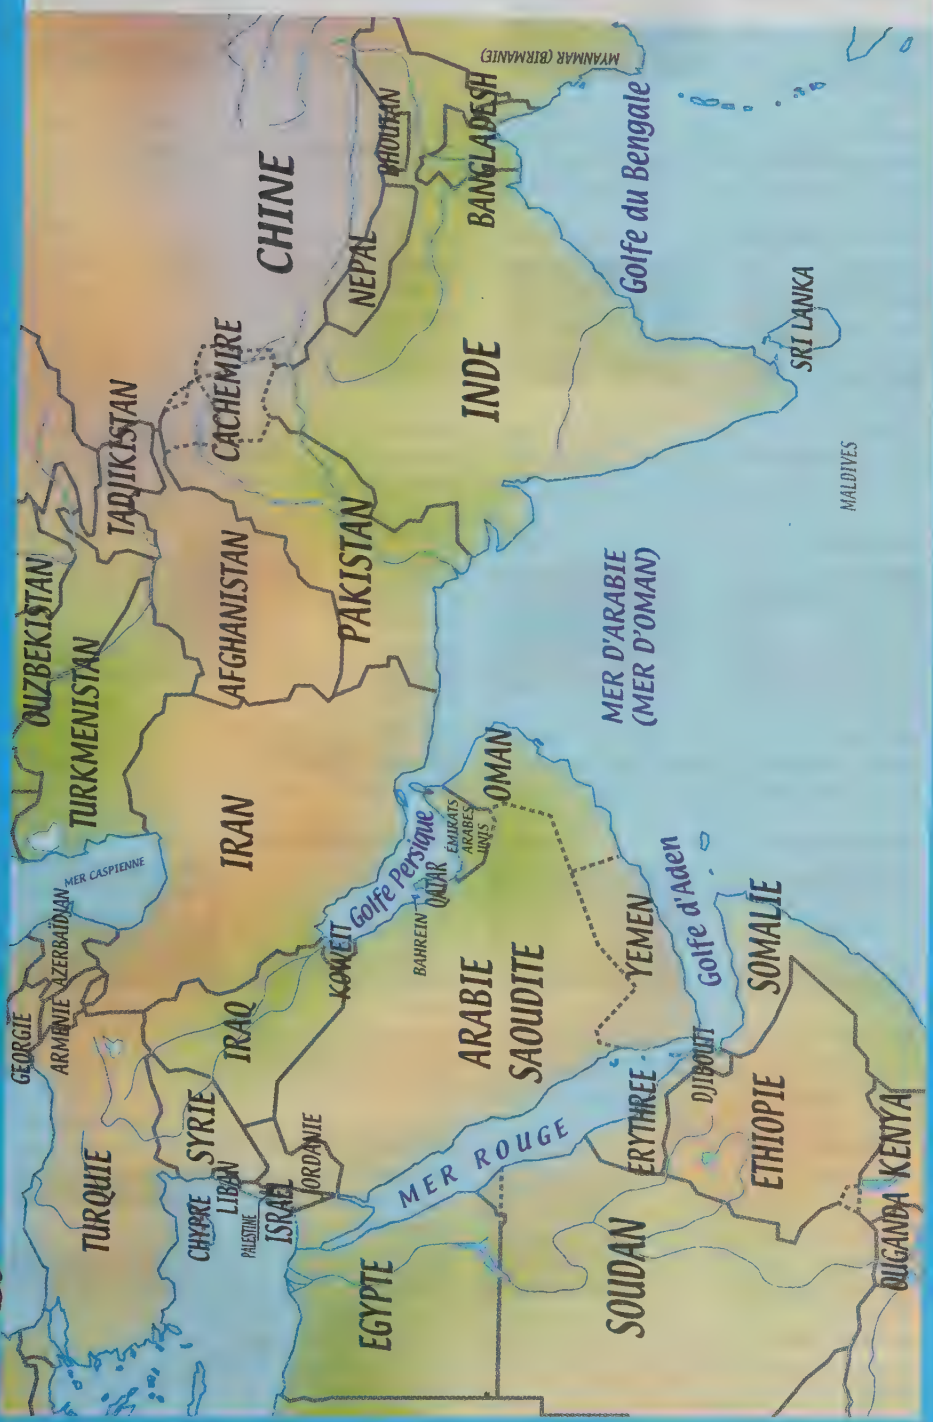 GEORGIE
ARMENIE
AZERBAÏDJAN
MER CASPIENNE
OUZBEKISTAN
TURKMENISTAN
TADJIKISTAN
TURQUIE
CHYPRE
SYRIE
LIBAN
PALESTINE
ISRAEL
JORDANIE
IRAQ
IRAN
AFGHANISTAN
CACHEMIRE
CHINE
KOWEIT
Golfe Persique
PAKISTAN
NEPAL
BHOUTAN
EGYPTE
MER ROUGE
BAHREIN
QATAR
ÉMIRATS
ARABES
UNIS
OMAN
ARABIE
SAOUDITE
INDE
BANGLADESH
MYANMAR (BIRMANIE)
SOUDAN
ERYTHREE
YEMEN
MER D'ARABIE
(MER D'OMAN)
Golfe du Bengale
DJIBOUTI
Golfe d'Aden
ETHIOPIE
SOMALIE
MALDIVES
SRI LANKA
OUGANDA
KENYA